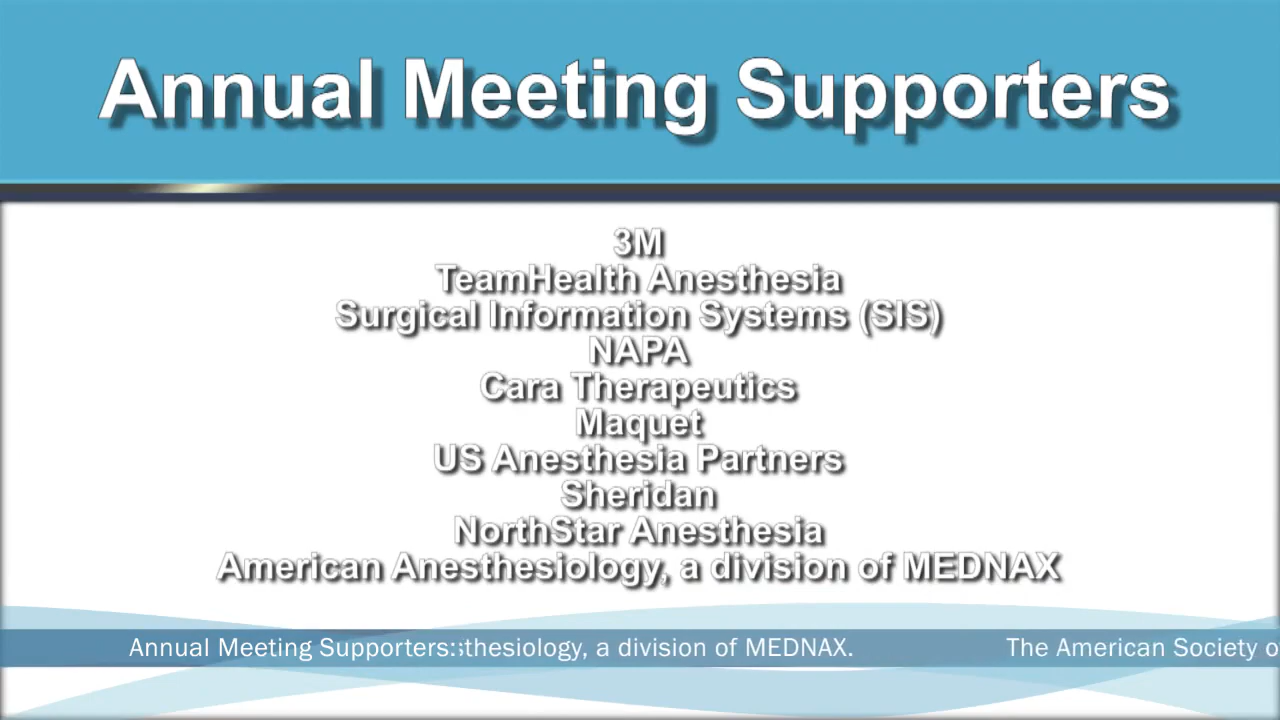 Annual Meeting Supporters
3M
TeamHealth Anesthesia
Surgical Information Systems (SIS)
NAPA
Cara Therapeutics
Maquet
US Anesthesia Partners
Sheridan
NorthStar Anesthesia
American Anesthesiology, a division of MEDNAX
Annual Meeting Supporters: thesiology, a division of MEDNAX. The American Society o